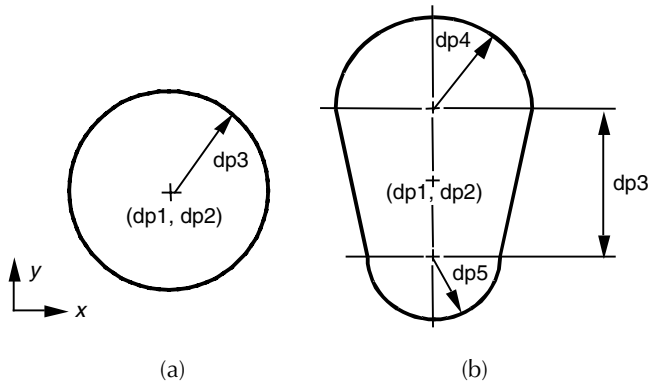 dp3
(dp1, dp2)
y
x
(a)
dp4
dp3
(dp1, dp2)
dp5
(b)